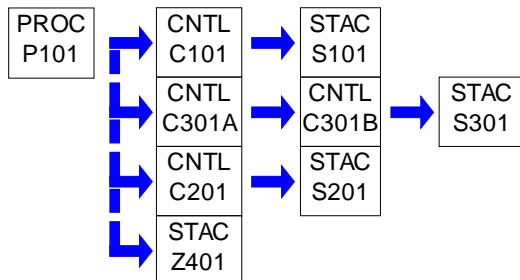 PROC
P101
CNTL
C101
STAC
S101
CNTL
C301A
CNTL
C301B
STAC
S301
CNTL
C201
STAC
S201
STAC
Z401